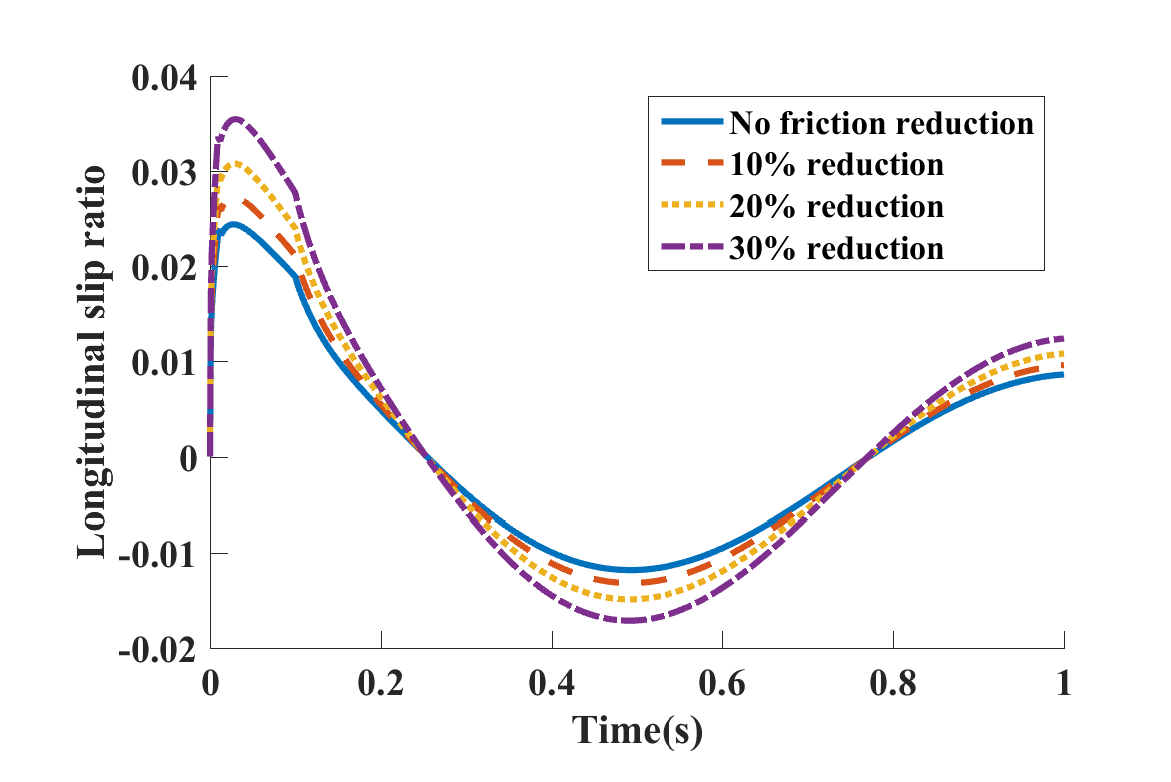 0.04
0.03
0.02
0.01
0
-0.01
-0.02
Longitudinal slip ratio
No friction reduction
10% reduction
20% reduction
30% reduction
0 0.2 0.4 0.6 0.8 1
Time(s)